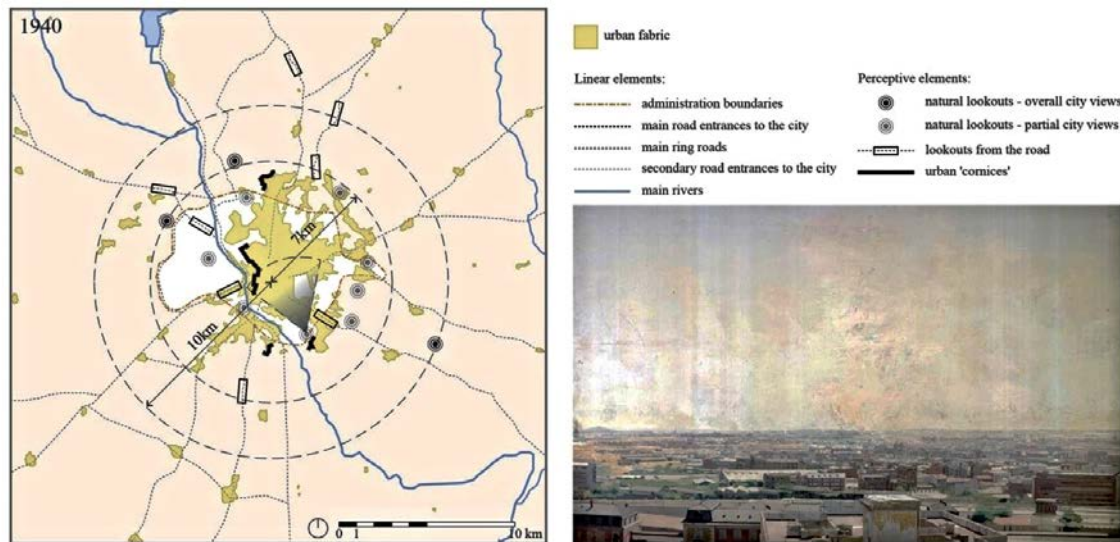 1940
7km
10km
0 1 10 km
urban fabric
Linear elements:
administration boundaries
main road entrances to the city
main ring roads
secondary road entrances to the city
main rivers
Perceptive elements:
natural lookouts - overall city views
natural lookouts - partial city views
lookouts from the road
urban 'cornices'